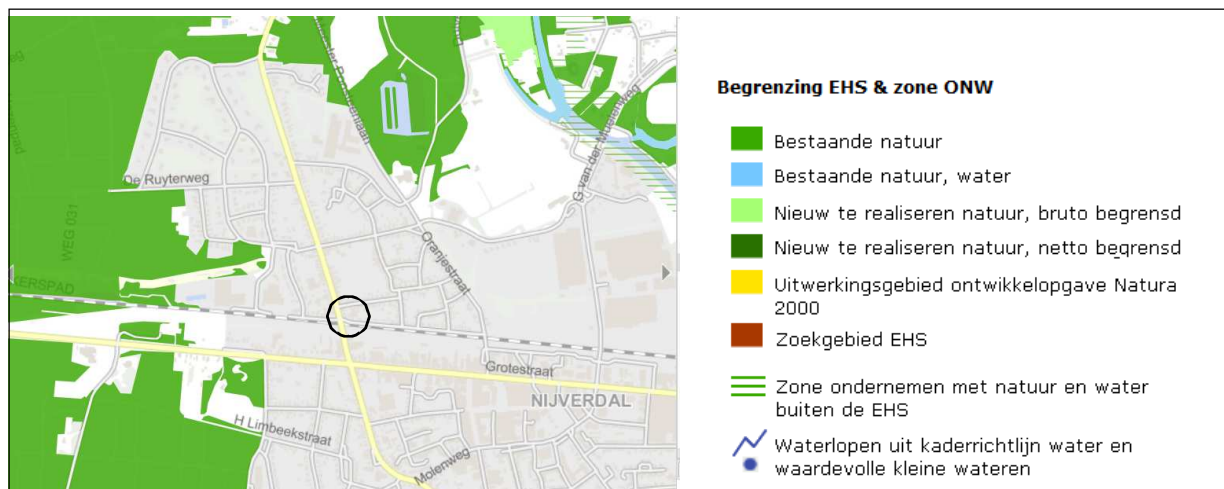 De Ruyterweg
WEG 031
KERSPAD
Oranjestraat
G van der Muelenweg
Grotestraat
NIJVERDAL
H Limbeekstraat
Molenweg
Begrenzing EHS & zone ONW
Bestaande natuur
Bestaande natuur, water
Nieuw te realiseren natuur, bruto begrensd
Nieuw te realiseren natuur, netto begrensd
Uitwerkingsgebied ontwikkelopgave Natura
2000
Zoekgebied EHS
Zone ondernemen met natuur en water
buiten de EHS
Waterlopen uit kaderrichtlijn water en
waardevolle kleine wateren